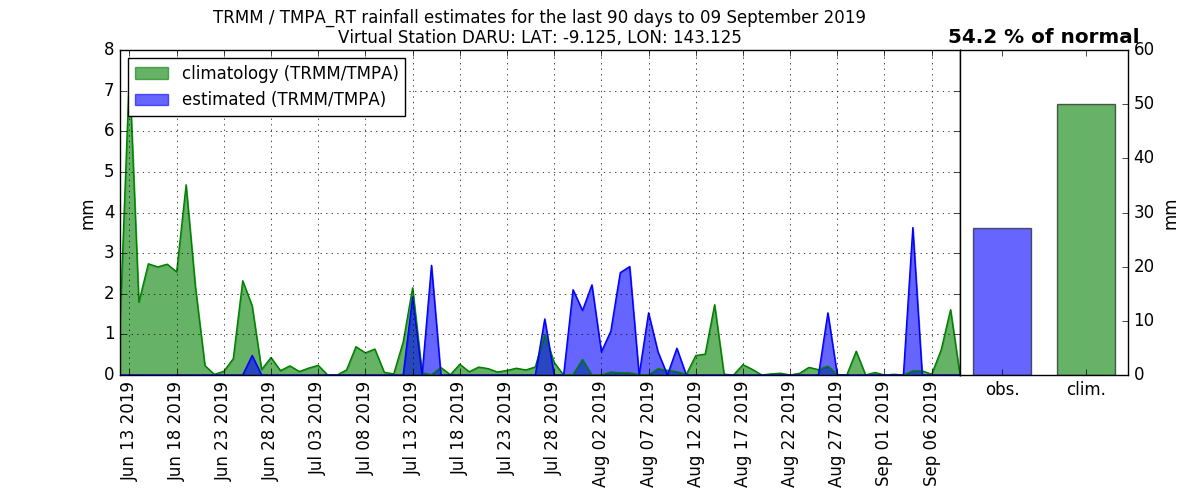 TRMM / TMPA_RT rainfall estimates for the last 90 days to 09 September 2019
Virtual Station DARU: LAT: -9.125, LON: 143.125
54.2 % of normal
climatology (TRMM/TMPA)
estimated (TRMM/TMPA)
8
7
6
5
4
3
2
1
0
mm
Jun 13 2019
Jun 18 2019
Jun 23 2019
Jun 28 2019
Jul 03 2019
Jul 08 2019
Jul 13 2019
Jul 18 2019
Jul 23 2019
Jul 28 2019
Aug 02 2019
Aug 07 2019
Aug 12 2019
Aug 17 2019
Aug 22 2019
Aug 27 2019
Sep 01 2019
Sep 06 2019
60
50
40
30
20
10
0
mm
obs.
clim.